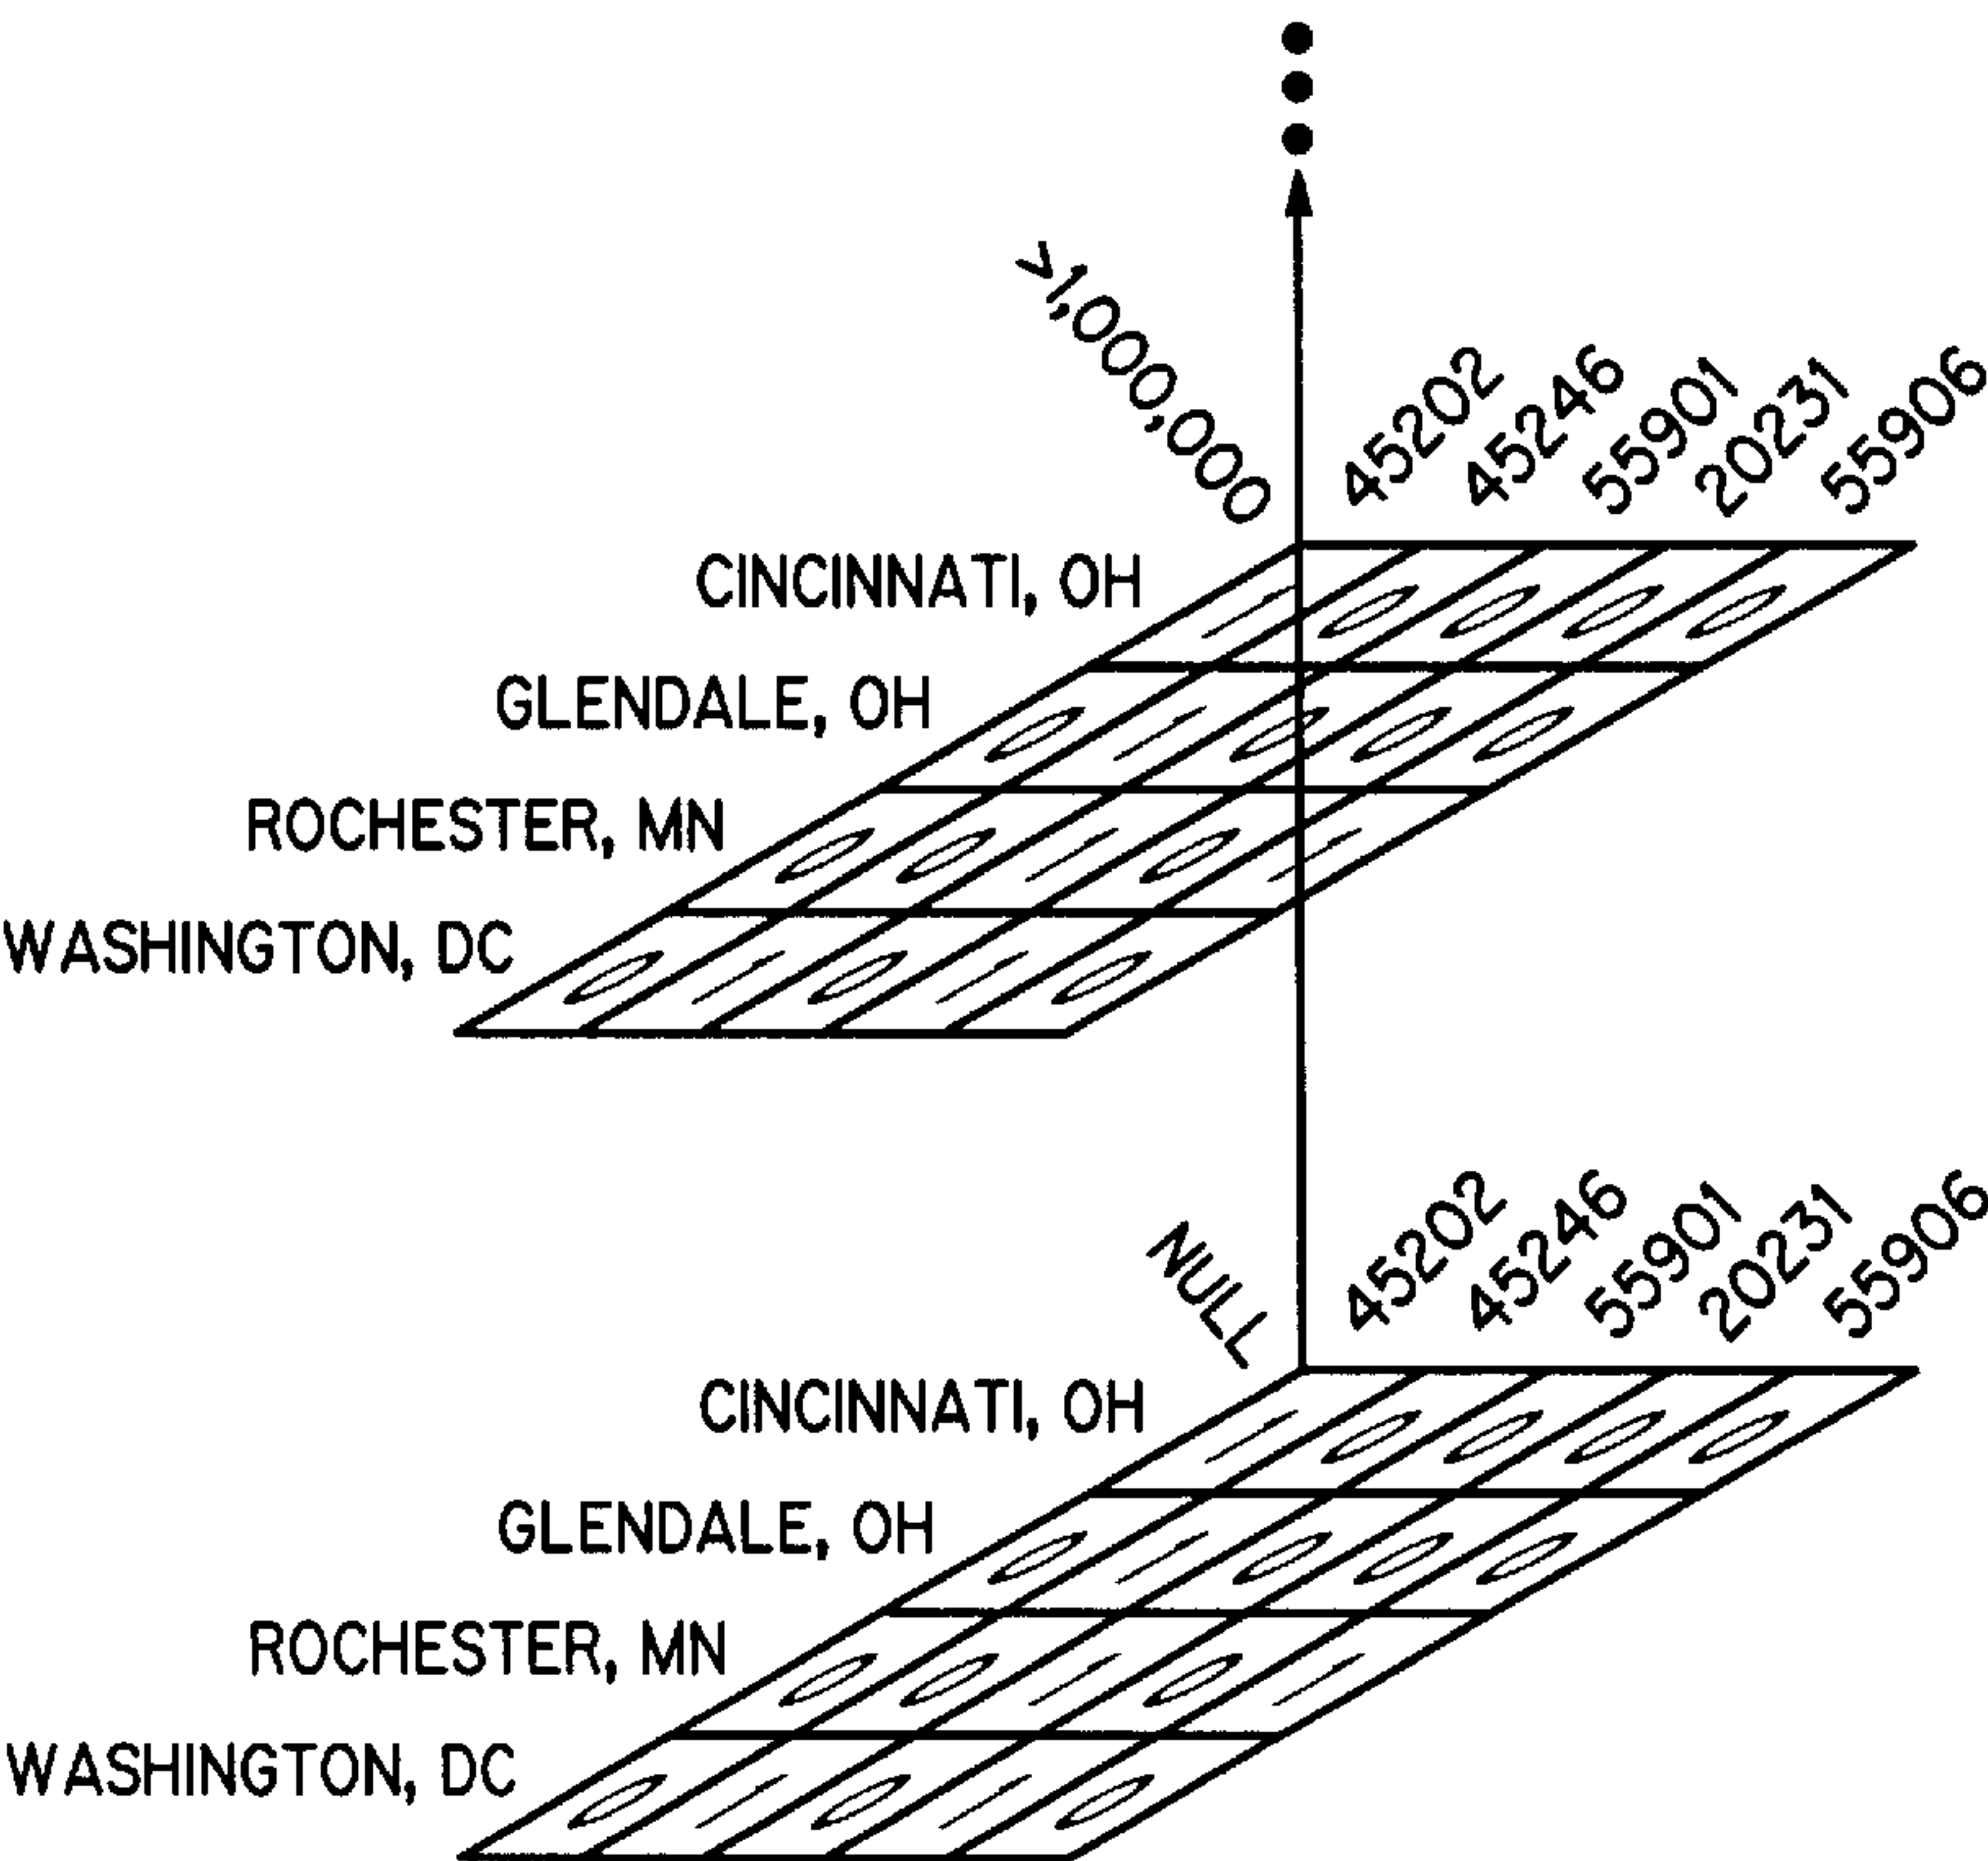 >1,000,000
45202 45246 55901 20231 55906
CINCINNATI, OH 1 0 0 0 0
GLENDALE, OH 0 1 0 0 0
ROCHESTER, MN 0 0 1 0 1
WASHINGTON, DC 0 1 0 1 0
NULL
45202 45246 55901 20231 55906
CINCINNATI, OH 1 0 0 0 0
GLENDALE, OH 0 1 0 0 0
ROCHESTER, MN 0 0 1 0 1
WASHINGTON, DC 0 1 0 1 0